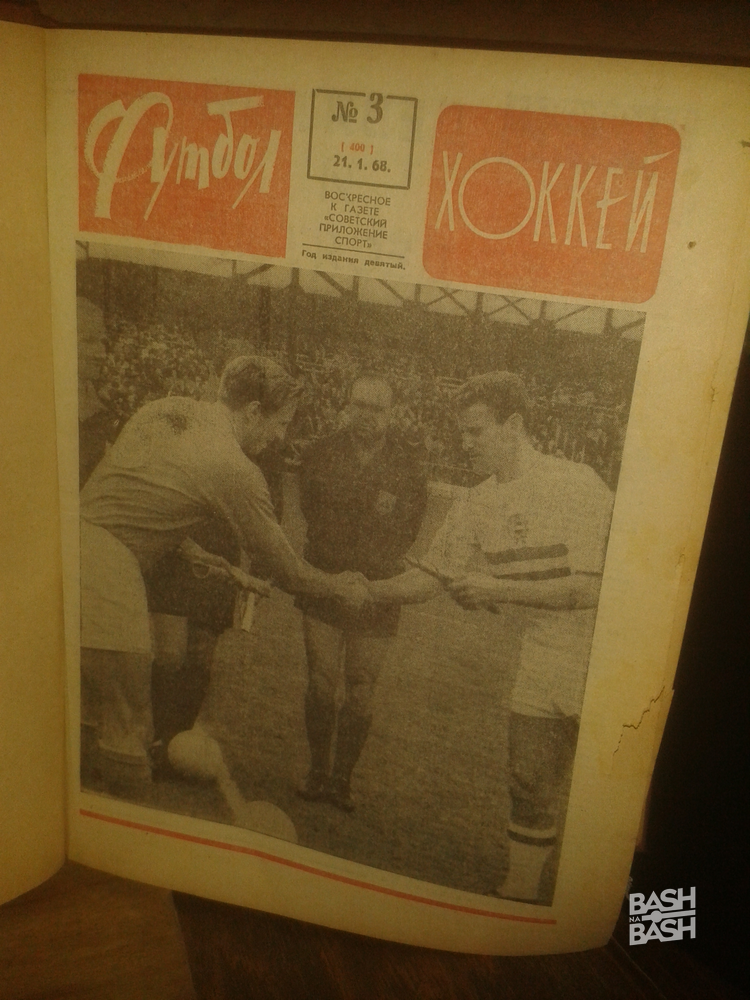 Футбол
№ 3
( 400 )
21. 1. 68.
ВОСКРЕСНОЕ
К ГАЗЕТЕ
«СОВЕТСКИЙ
ПРИЛОЖЕНИЕ
СПОРТ»
Год издания девятый.
ХОККЕЙ
BASH
NA
BASH